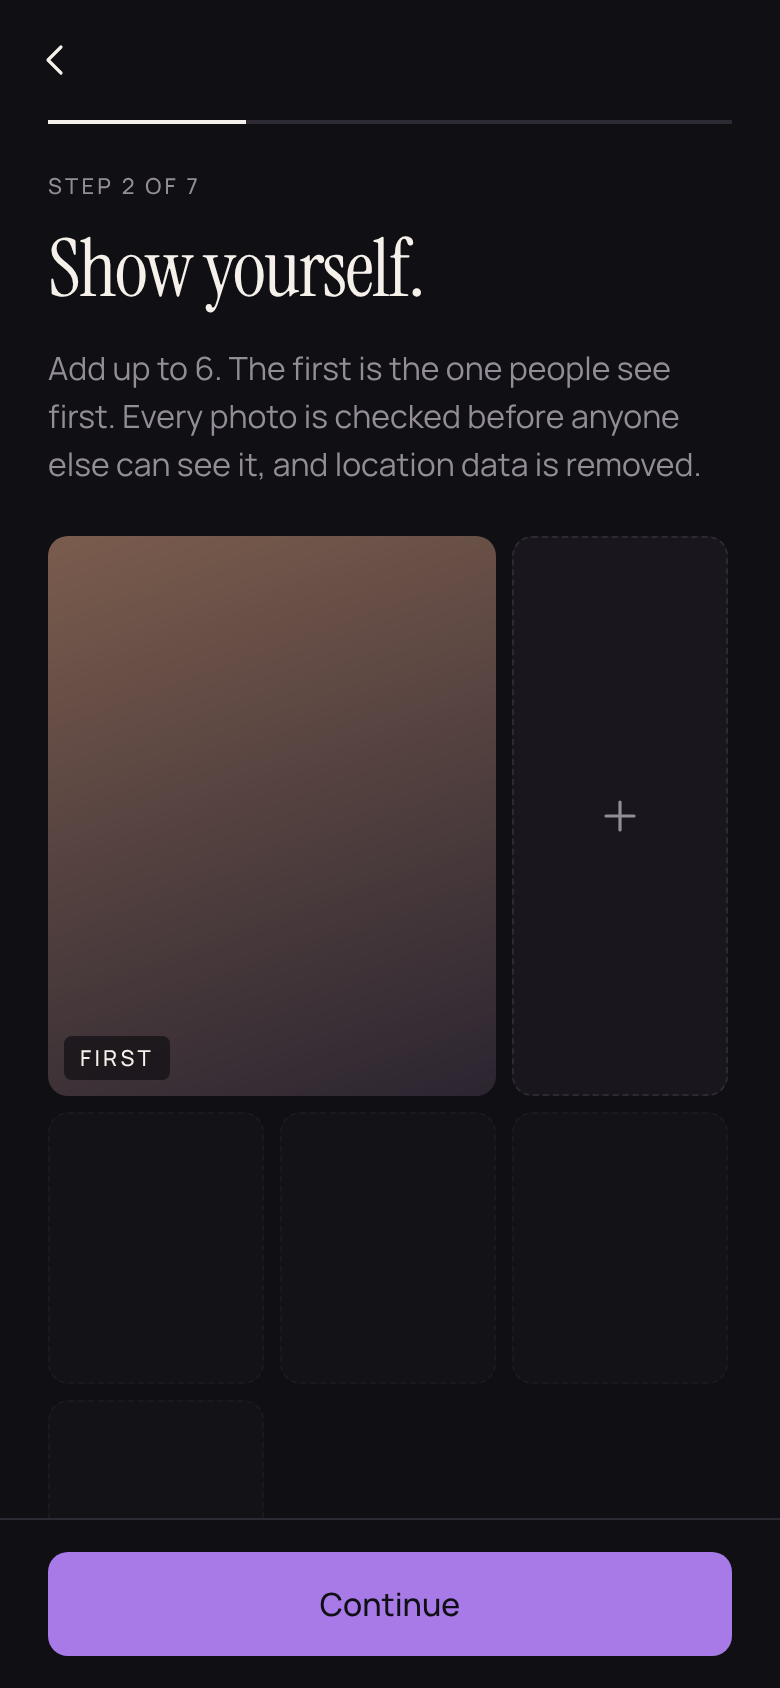 STEP 2 OF 7
Show yourself.
Add up to 6. The first is the one people see
first. Every photo is checked before anyone
else can see it, and location data is removed.
FIRST
Continue